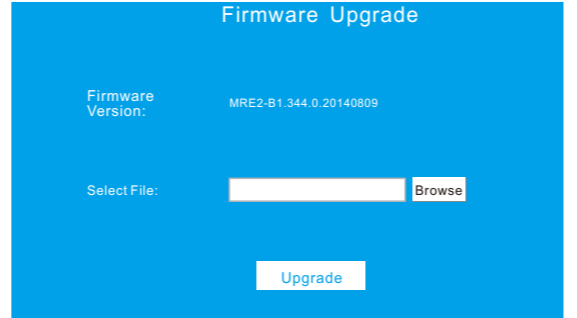 Firmware Upgrade
Firmware
Version:
MRE2-B1.344.0.20140809
Select File:
Browse
Upgrade